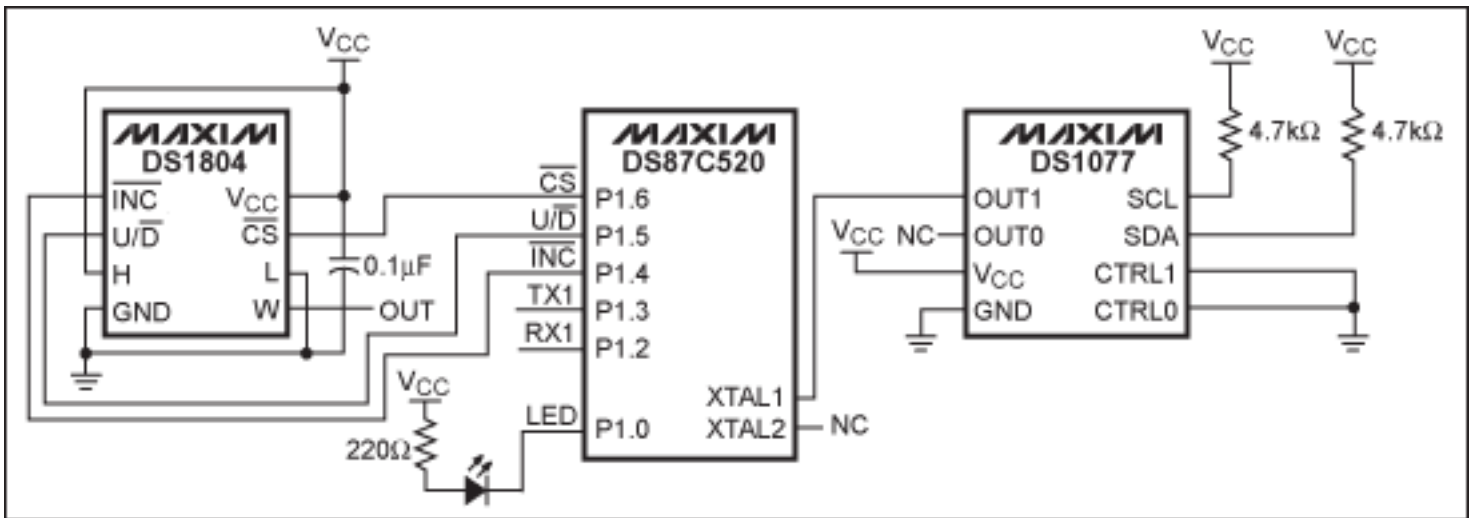 VCC
MAXIM
DS1804
INC
U/D
H
GND
VCC
CS
L
W
0.1μF
OUT
VCC
220Ω
LED
CS
U/D
INC
TX1
RX1
MAXIM
DS87C520
P1.6
P1.5
P1.4
P1.3
P1.2
P1.0
XTAL1
XTAL2
NC
VCC
NC
MAXIM
DS1077
OUT1
OUT0
VCC
GND
SCL
SDA
CTRL1
CTRL0
VCC
4.7kΩ
VCC
4.7kΩ